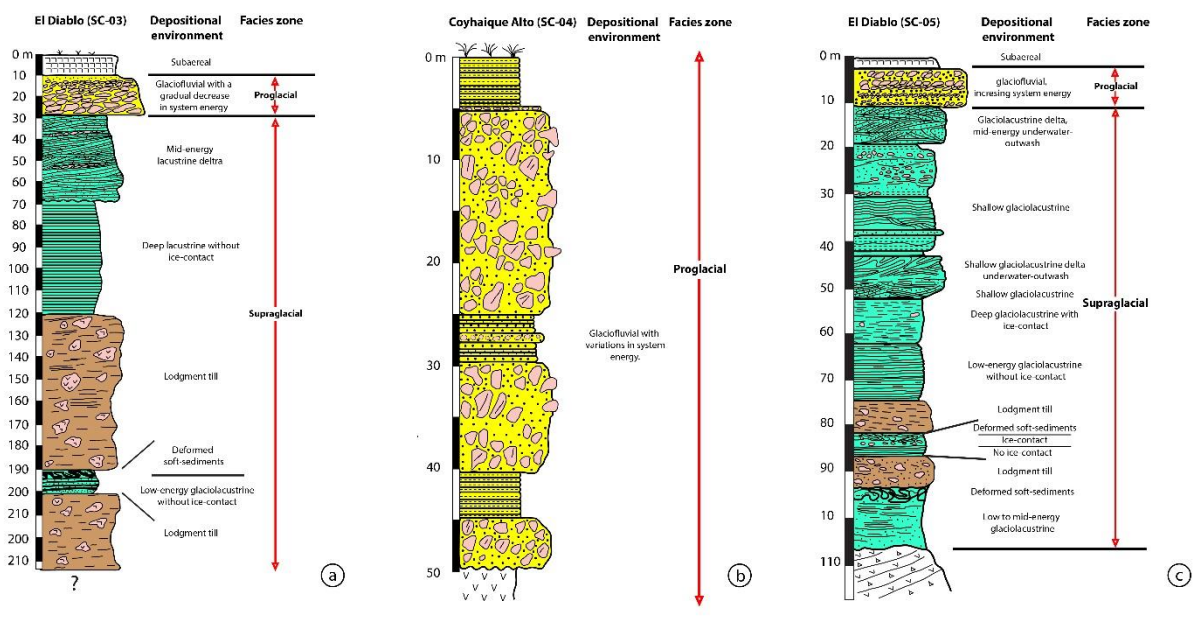 El Diablo (SC-03)
Depositional
environment
Facies zone
0 m
10
20
30
40
50
60
70
80
90
100
110
120
130
140
150
160
170
180
190
200
210
200
210
?
Subaereal
Glaciofluvial with a
gradual decrease
in system energy
Mid-energy
lacustrine deltra
Deep lacustrine without
ice-contact
Lodgment till
Deformed
soft-sediments
Low-energy glaciolacustrine
without ice-contact
Lodgment till
Proglacial
Supraglacial
a
Coyhaique Alto (SC-04)
Depositional
environment
Facies zone
0 m
10
20
30
40
50
Glaciofluvial with
variations in system
energy.
Proglacial
b
El Diablo (SC-05)
Depositional
environment
Facies zone
0 m
10
20
30
40
50
60
70
80
90
10
110
Subaereal
glaciofluvial,
incresing system energy
Glaciolacustrine delta,
mid-energy underwater-
outwash
Shallow glaciolacustrine
Shallow glaciolacustrine delta
underwater-outwash
Shallow glaciolacustrine
Deep glaciolacustrine with
ice-contact
Low-energy glaciolacustrine
without ice-contact
Lodgment till
Deformed soft-sediments
Ice-contact
No ice contact
Lodgment till
Deformed soft-sediments
Low to mid-energy
glaciolacustrine
Proglacial
Supraglacial
c